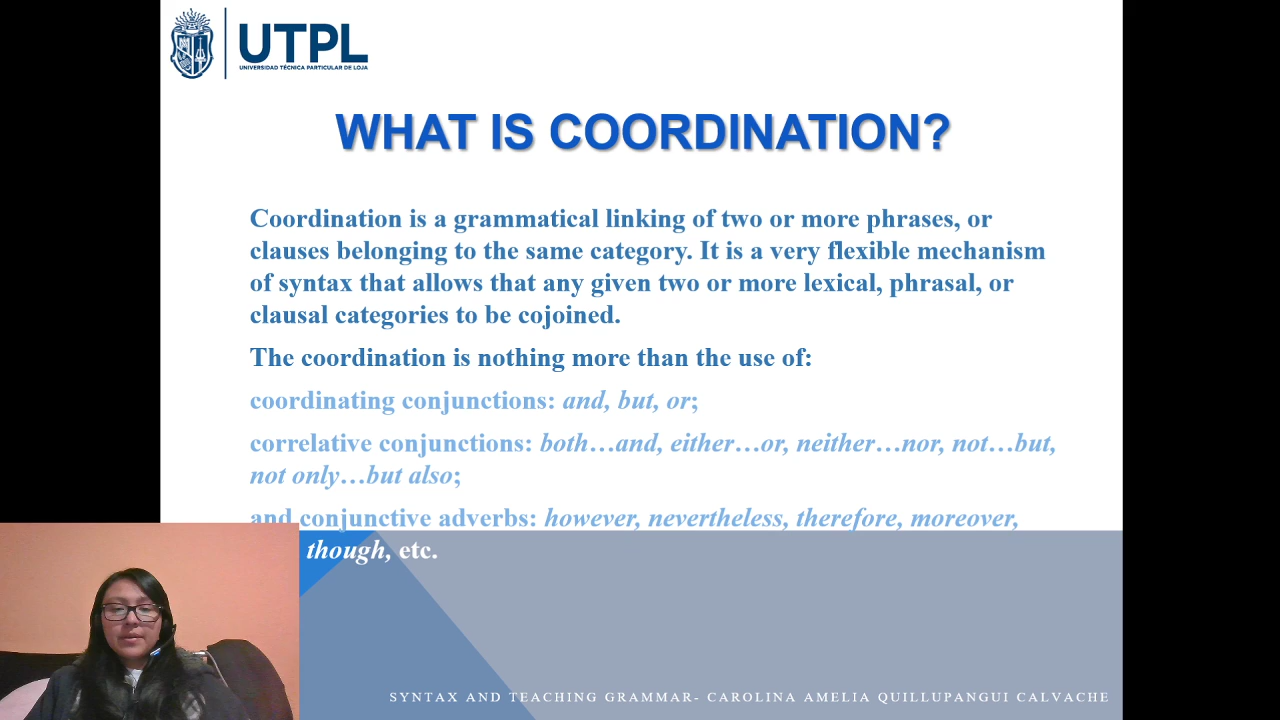 UTPL
UNIVERSIDAD TÉCNICA PARTICULAR DE LOJA
WHAT IS COORDINATION?
Coordination is a grammatical linking of two or more phrases, or
clauses belonging to the same category. It is a very flexible mechanism
of syntax that allows that any given two or more lexical, phrasal, or
clausal categories to be cojoined.
The coordination is nothing more than the use of:
coordinating conjunctions: and, but, or;
correlative conjunctions: both…and, either…or, neither…nor, not…but,
not only…but also;
and conjunctive adverbs: however, nevertheless, therefore, moreover,
though, etc.
SYNTAX AND TEACHING GRAMMAR- CAROLINA AMELIA QUILLUPANGUI CALVACHE